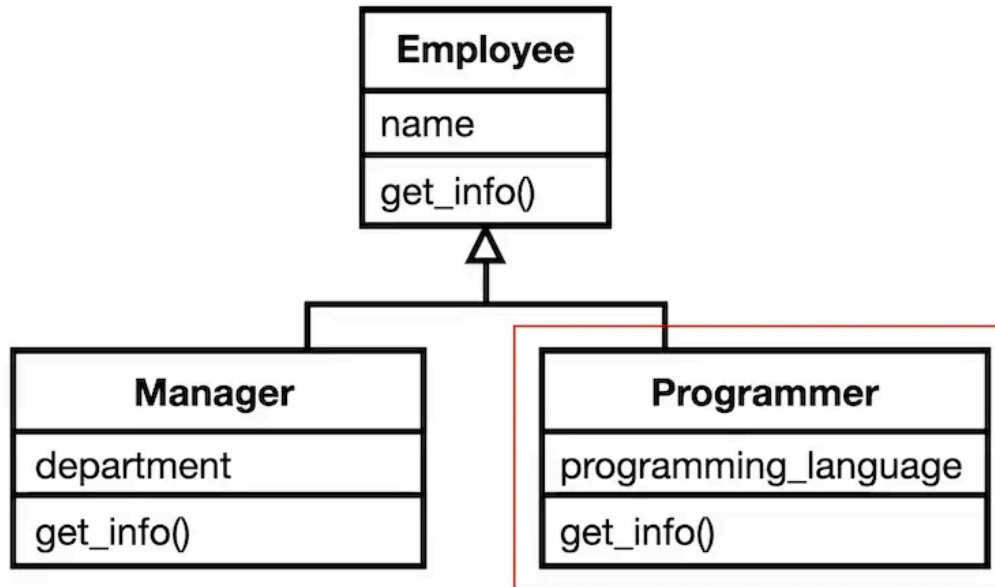 Employee
name
get_info()
Manager
department
get_info()
Programmer
programming_language
get_info()